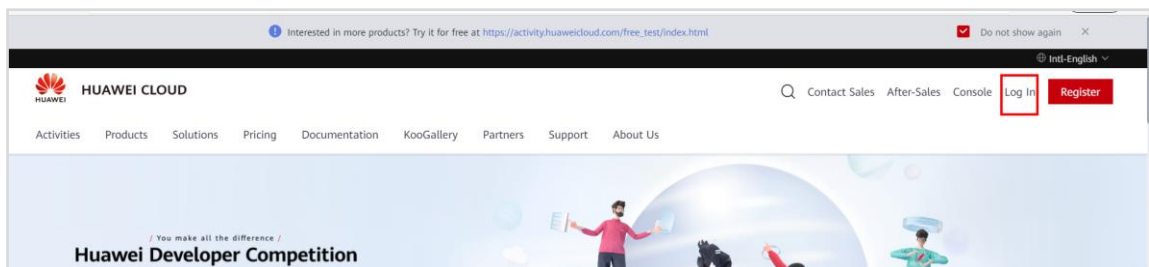 Interested in more products? Try it for free at https://activity.huaweicloud.com/free_test/index.html Do not show again
Intl-English
HUAWEI
HUAWEI CLOUD
Contact Sales After-Sales Console Log In Register
Activities Products Solutions Pricing Documentation KooGallery Partners Support About Us
/ You make all the difference /
Huawei Developer Competition